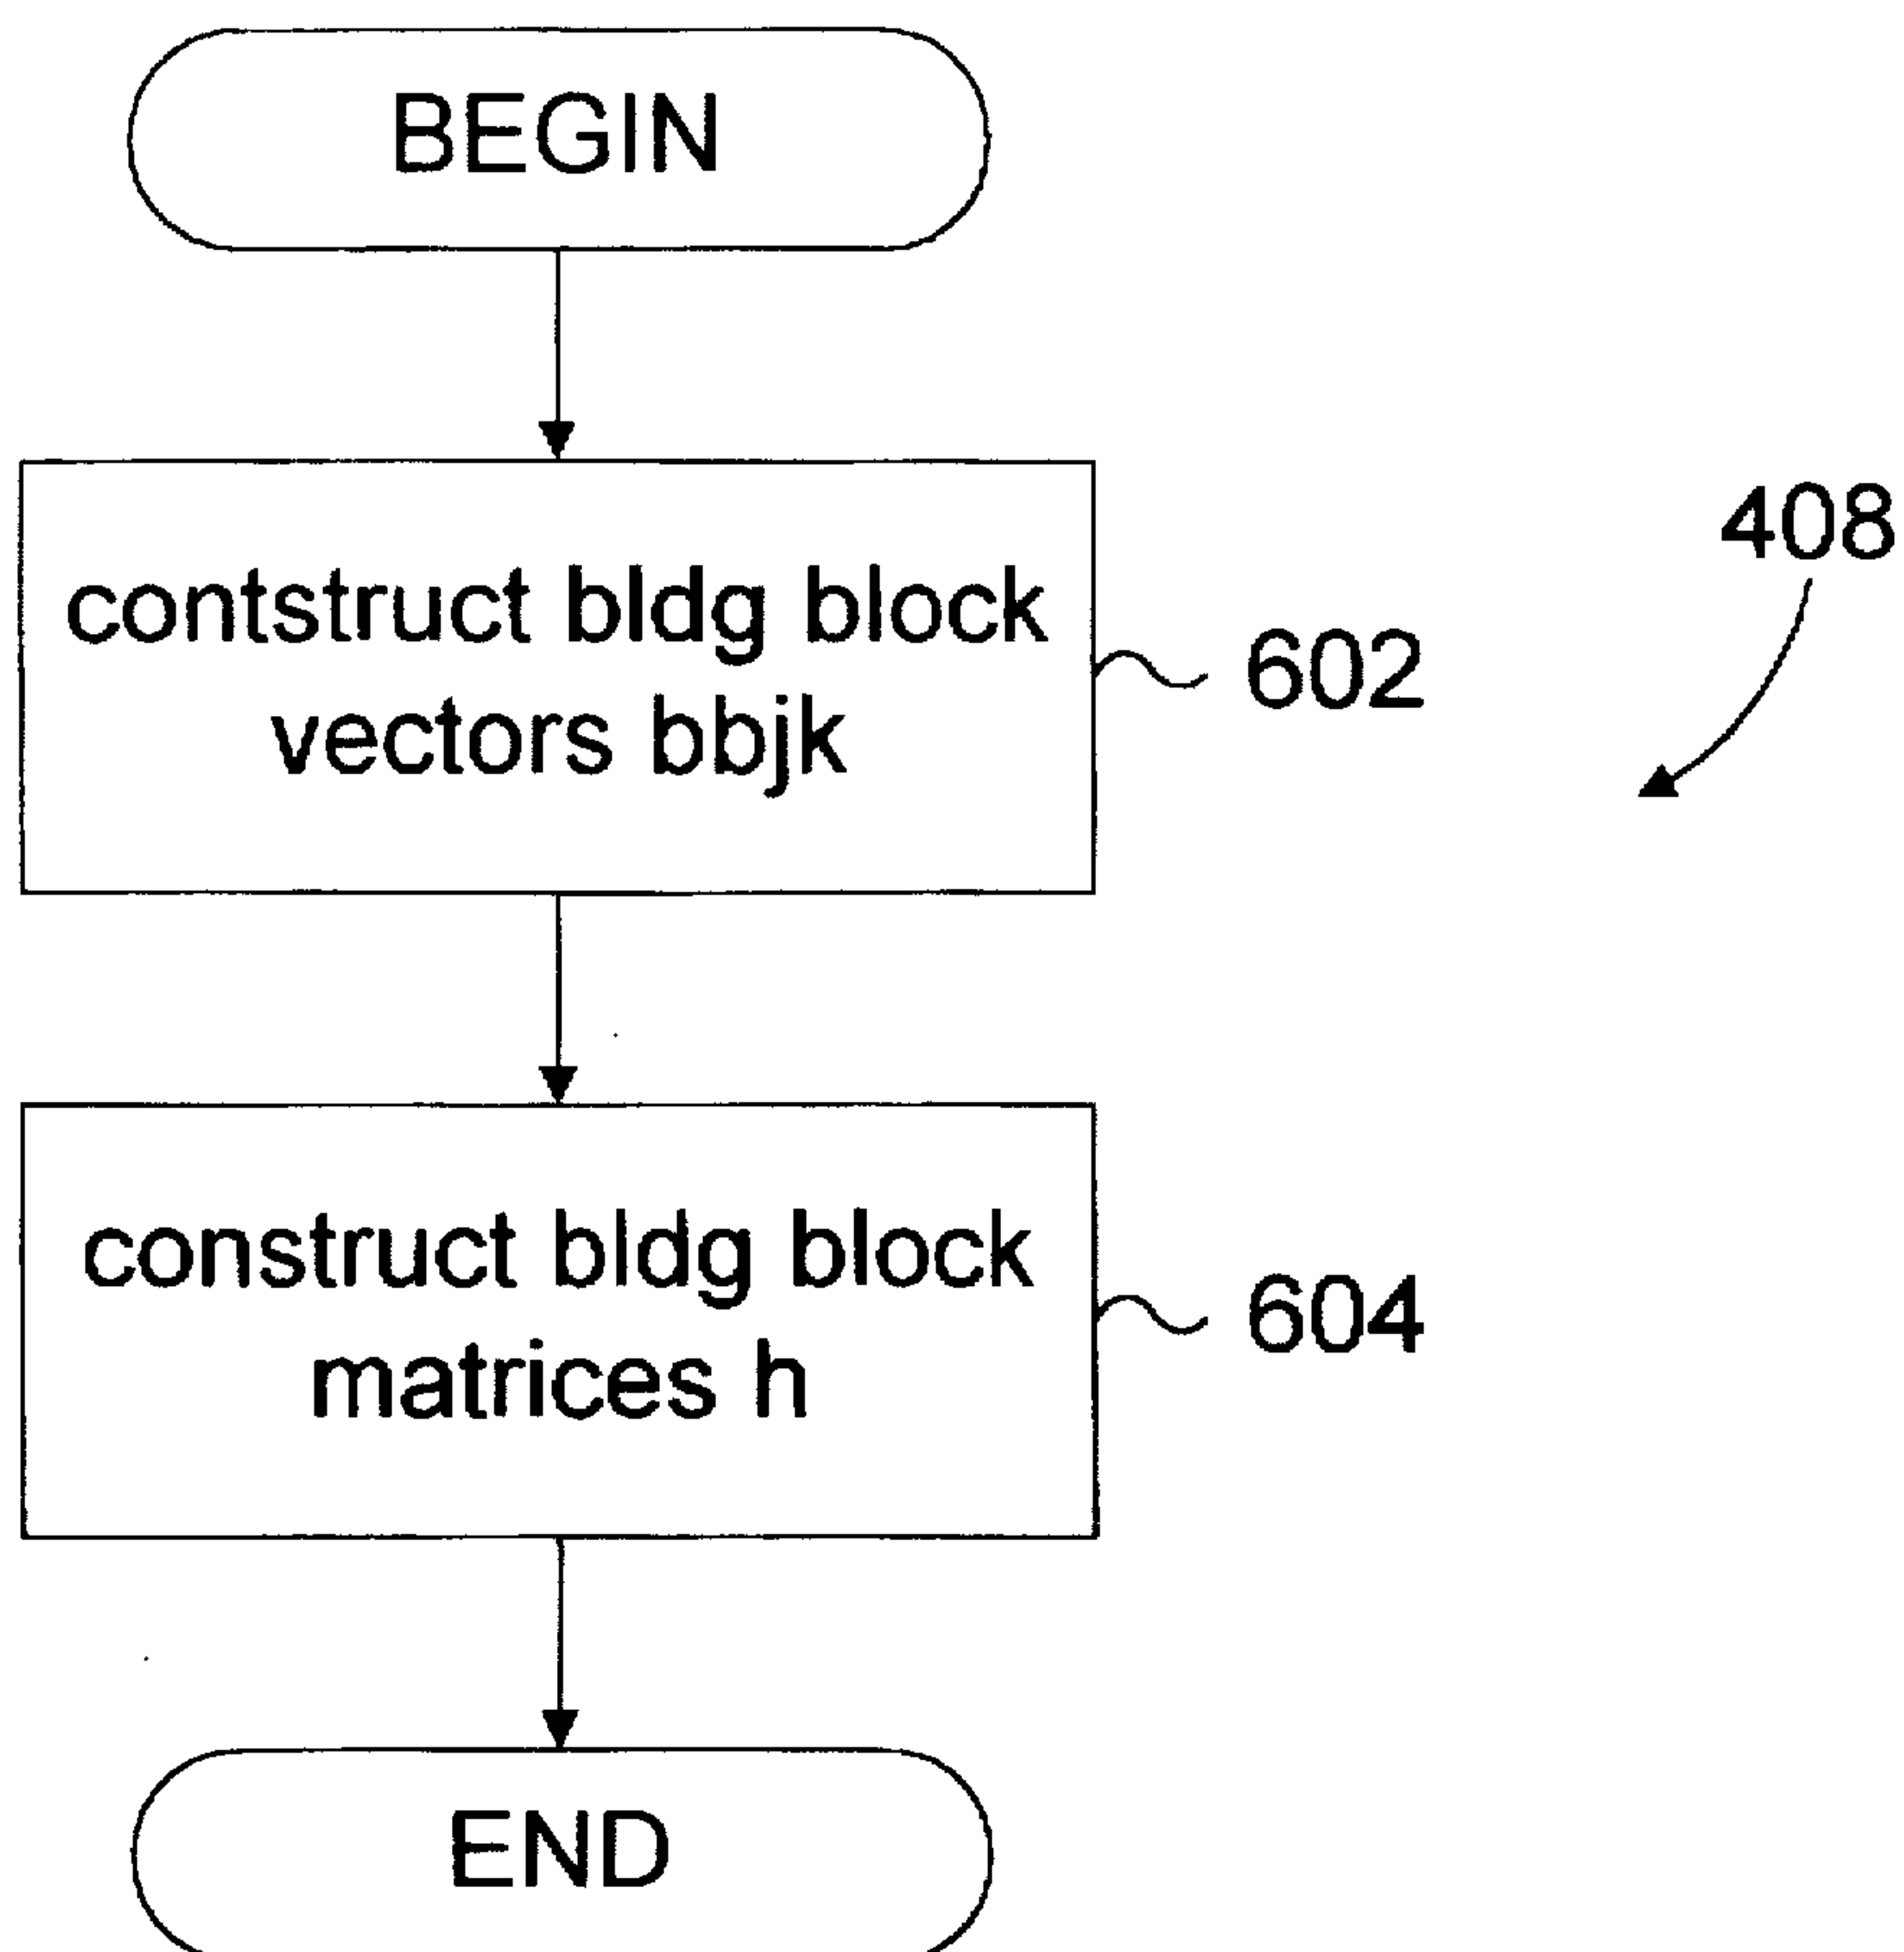 BEGIN
contstruct bldg block
vectors bbjk
602
408
construct bldg block
matrices h
604
END